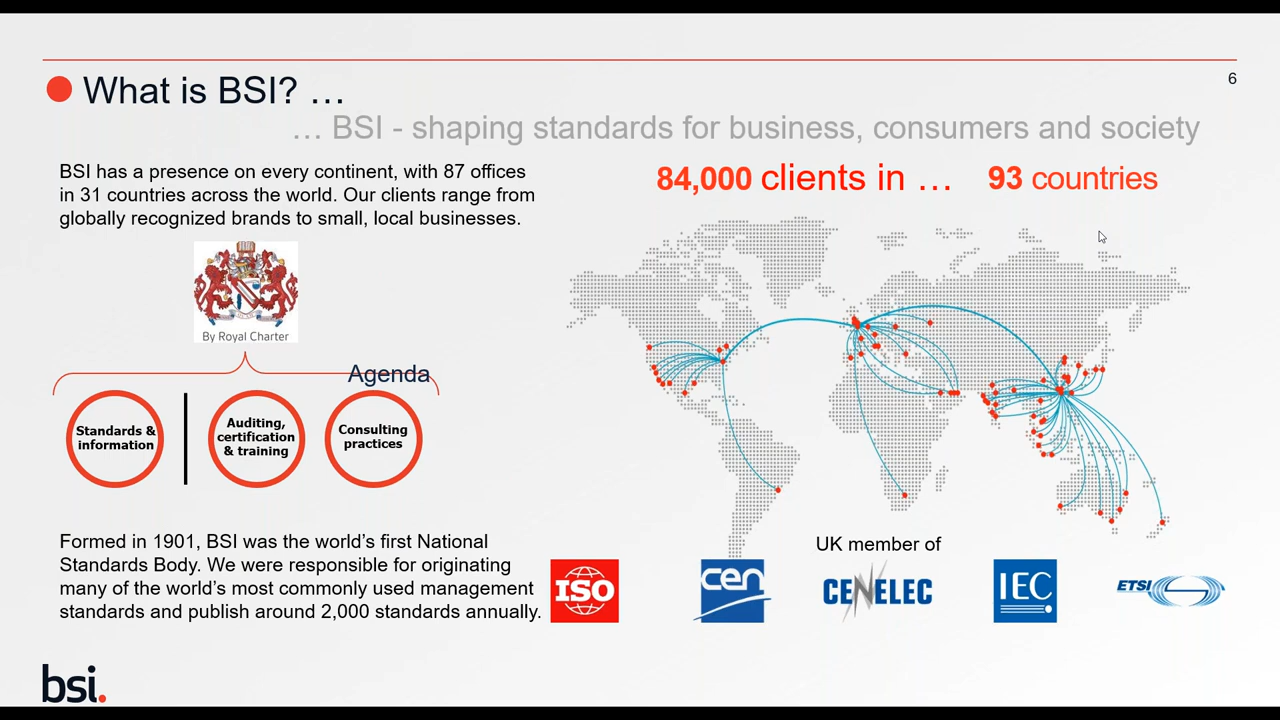 6
What is BSI? …
… BSI - shaping standards for business, consumers and society
BSI has a presence on every continent, with 87 offices
in 31 countries across the world. Our clients range from
globally recognized brands to small, local businesses.
84,000 clients in … 93 countries
By Royal Charter
Agenda
Standards &
information
Auditing,
certification
& training
Consulting
practices
Formed in 1901, BSI was the world's first National
Standards Body. We were responsible for originating
many of the world's most commonly used management
standards and publish around 2,000 standards annually.
UK member of
ISO
cen
CENELEC
IEC
ETSI
bsi.